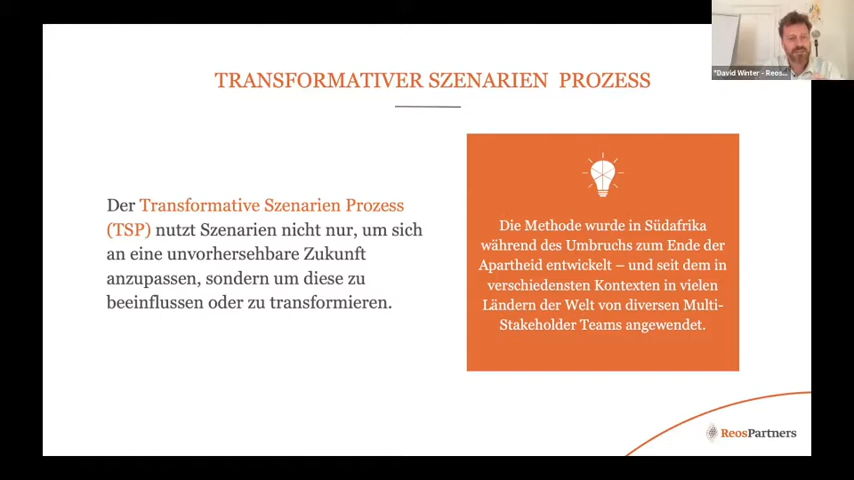 *David Winter - Reos...
TRANSFORMATIVER SZENARIEN PROZESS
Der Transformative Szenarien Prozess
(TSP) nutzt Szenarien nicht nur, um sich
an eine unvorhersehbare Zukunft
anzupassen, sondern um diese zu
beeinflussen oder zu transformieren.
Die Methode wurde in Südafrika
während des Umbruchs zum Ende der
Apartheid entwickelt – und seit dem in
verschiedensten Kontexten in vielen
Ländern der Welt von diversen Multi-
Stakeholder Teams angewendet.
ReosPartners